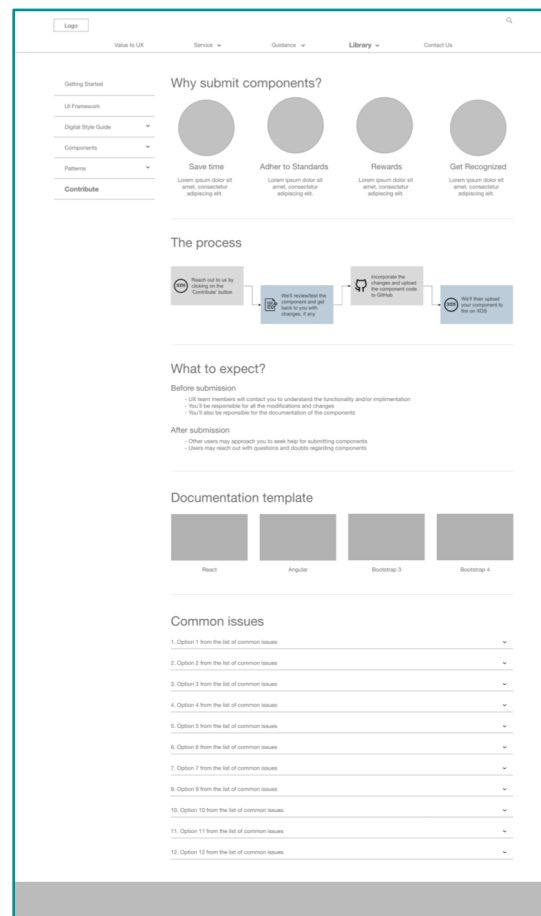 Logo
Value to UX
Service
Guidance
Library
Contact Us
Getting Started
UI Framework
Digital Style Guide
Components
Patterns
Contribute
Why submit components?
Save time
Lorem ipsum dolor sit
amet, consectetur
adipiscing elit.
Adher to Standards
Lorem ipsum dolor sit
amet, consectetur
adipiscing elit.
Rewards
Lorem ipsum dolor sit
amet, consectetur
adipiscing elit.
Get Recognized
Lorem ipsum dolor sit
amet, consectetur
adipiscing elit.
The process
XDS
Reach out to us by
clicking on the
'Contribute' button
We'll review/test the
component and get
back to you with
changes, if any
Incorporate the
changes and upload
the component code
to GitHub
XDS
We'll than upload
your component to
the on XDS
What to expect?
Before submission
- UX team members will contact you to understand the functionality and/or implimentation
- You'll be responsible for all the modifications and changes
- You'll also be reponsible for the documentation of the components
After submission
- Other users may approach you to seek help for submitting components
- Users may reach out with questions and doubts regarding components
Documentation template
React
Angular
Bootstrap 3
Bootstrap 4
Common issues
1. Option 1 from the list of common issues
2. Option 2 from the list of common issues
3. Option 3 from the list of common issues
4. Option 4 from the list of common issues
5. Option 5 from the list of common issues
6. Option 6 from the list of common issues
7. Option 7 from the list of common issues
9. Option 9 from the list of common issues
10. Option 10 from the list of common issues
11. Option 11 from the list of common issues
12. Option 12 from the list of common issues